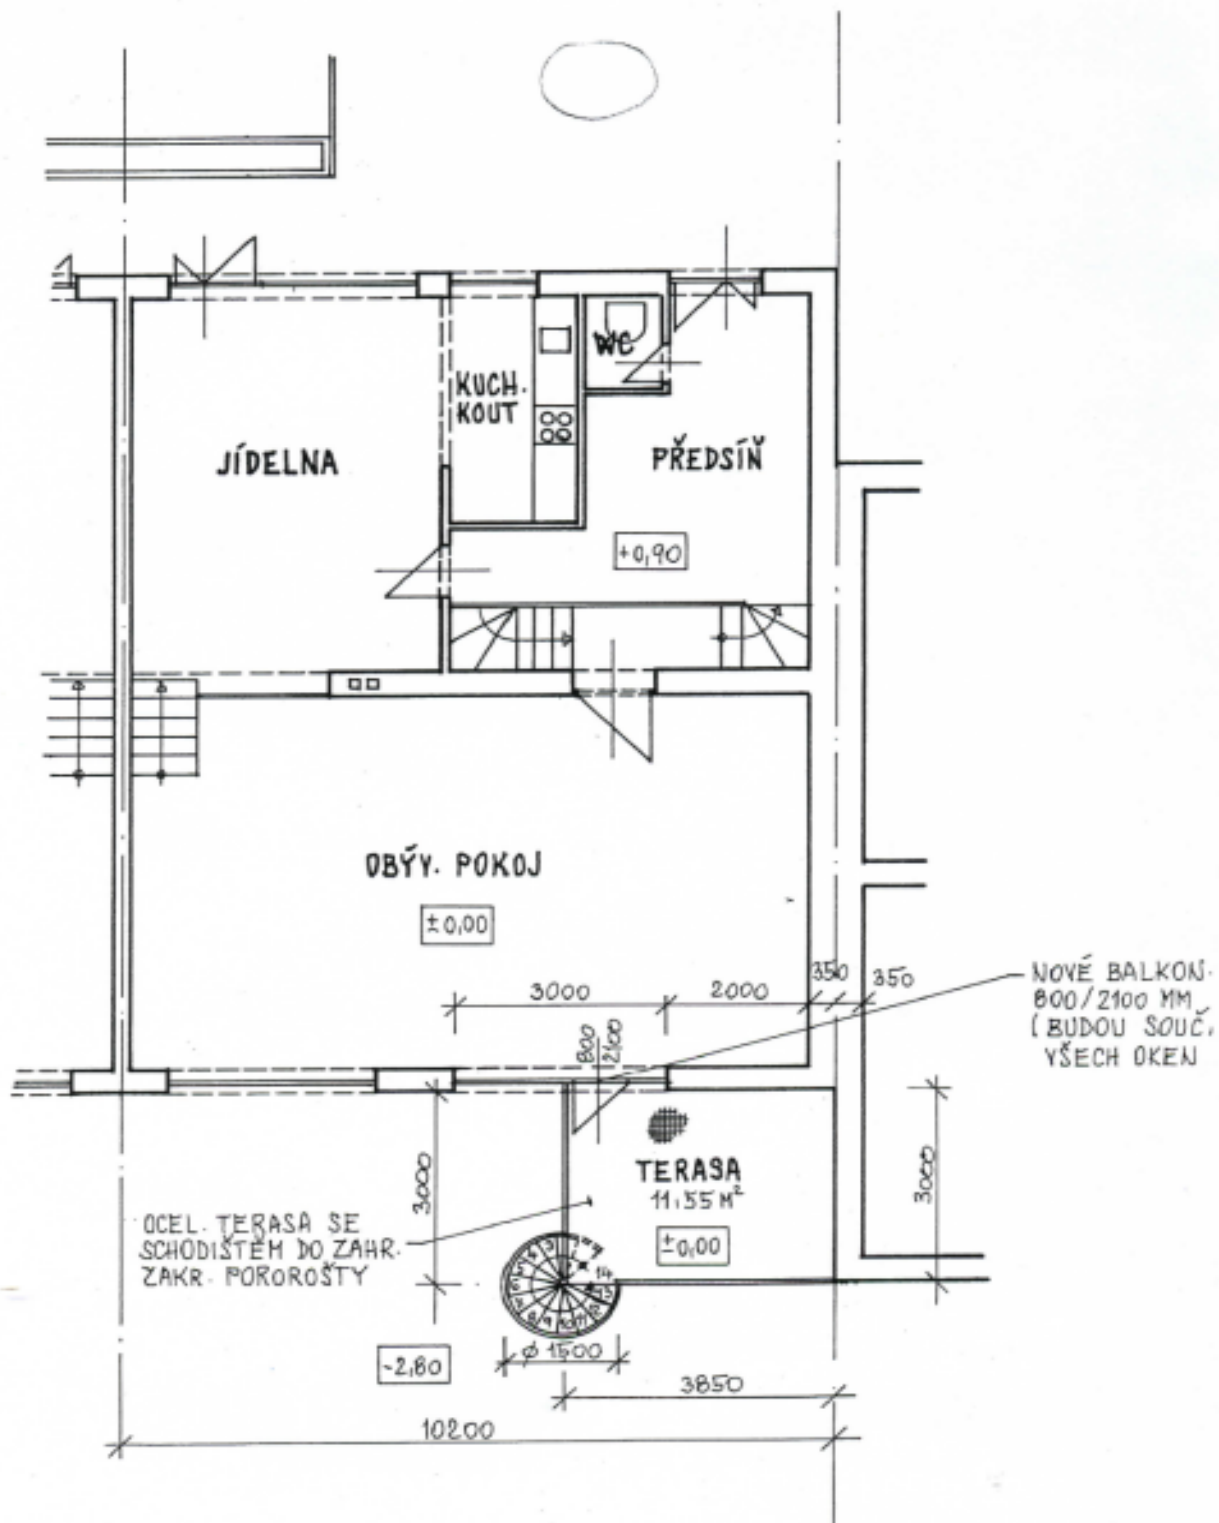 WC
KUCH.
KOUT
JÍDELNA
PŘEDSÍŇ
+0,90
OBÝV. POKOJ
±0,00
3000
2000
350
350
NOVÉ BALKON.
800/2100 MM
(BUDOU SOUČ.
VŠECH OKEN
800
2100
TERASA
11,55 M²
±0,00
3000
3000
OCEL. TERASA SE
SCHODIŠTĚM DO ZAHR.
ZAKR. POROROŠTY
14
-2,80
Ø 1500
3850
10200